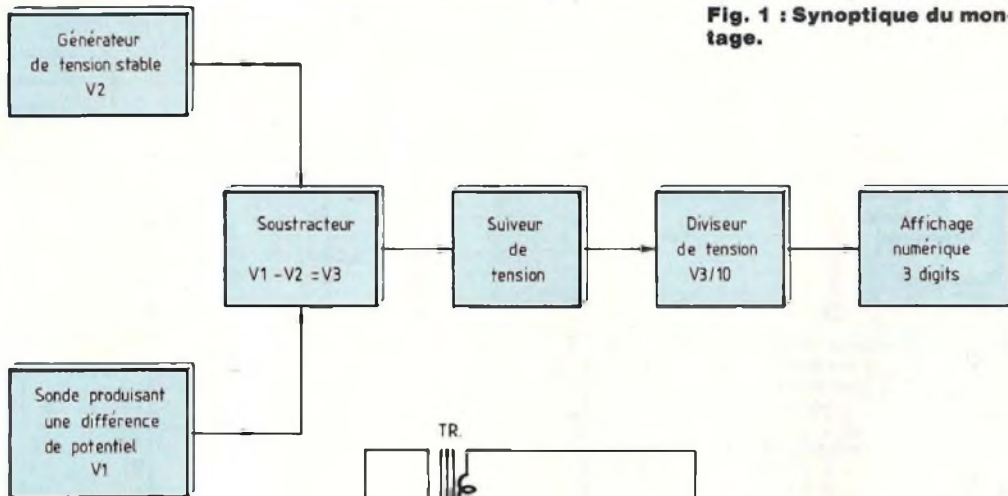 Fig. 1 : Synoptique du mon-
tage.
Générateur
de tension stable
V2
Soustracteur
V1 - V2 = V3
Suiveur
de
tension
Diviseur
de tension
V3/10
Affichage
numérique
3 digits
Sonde produisant
une différence
de potentiel
V1
TR.